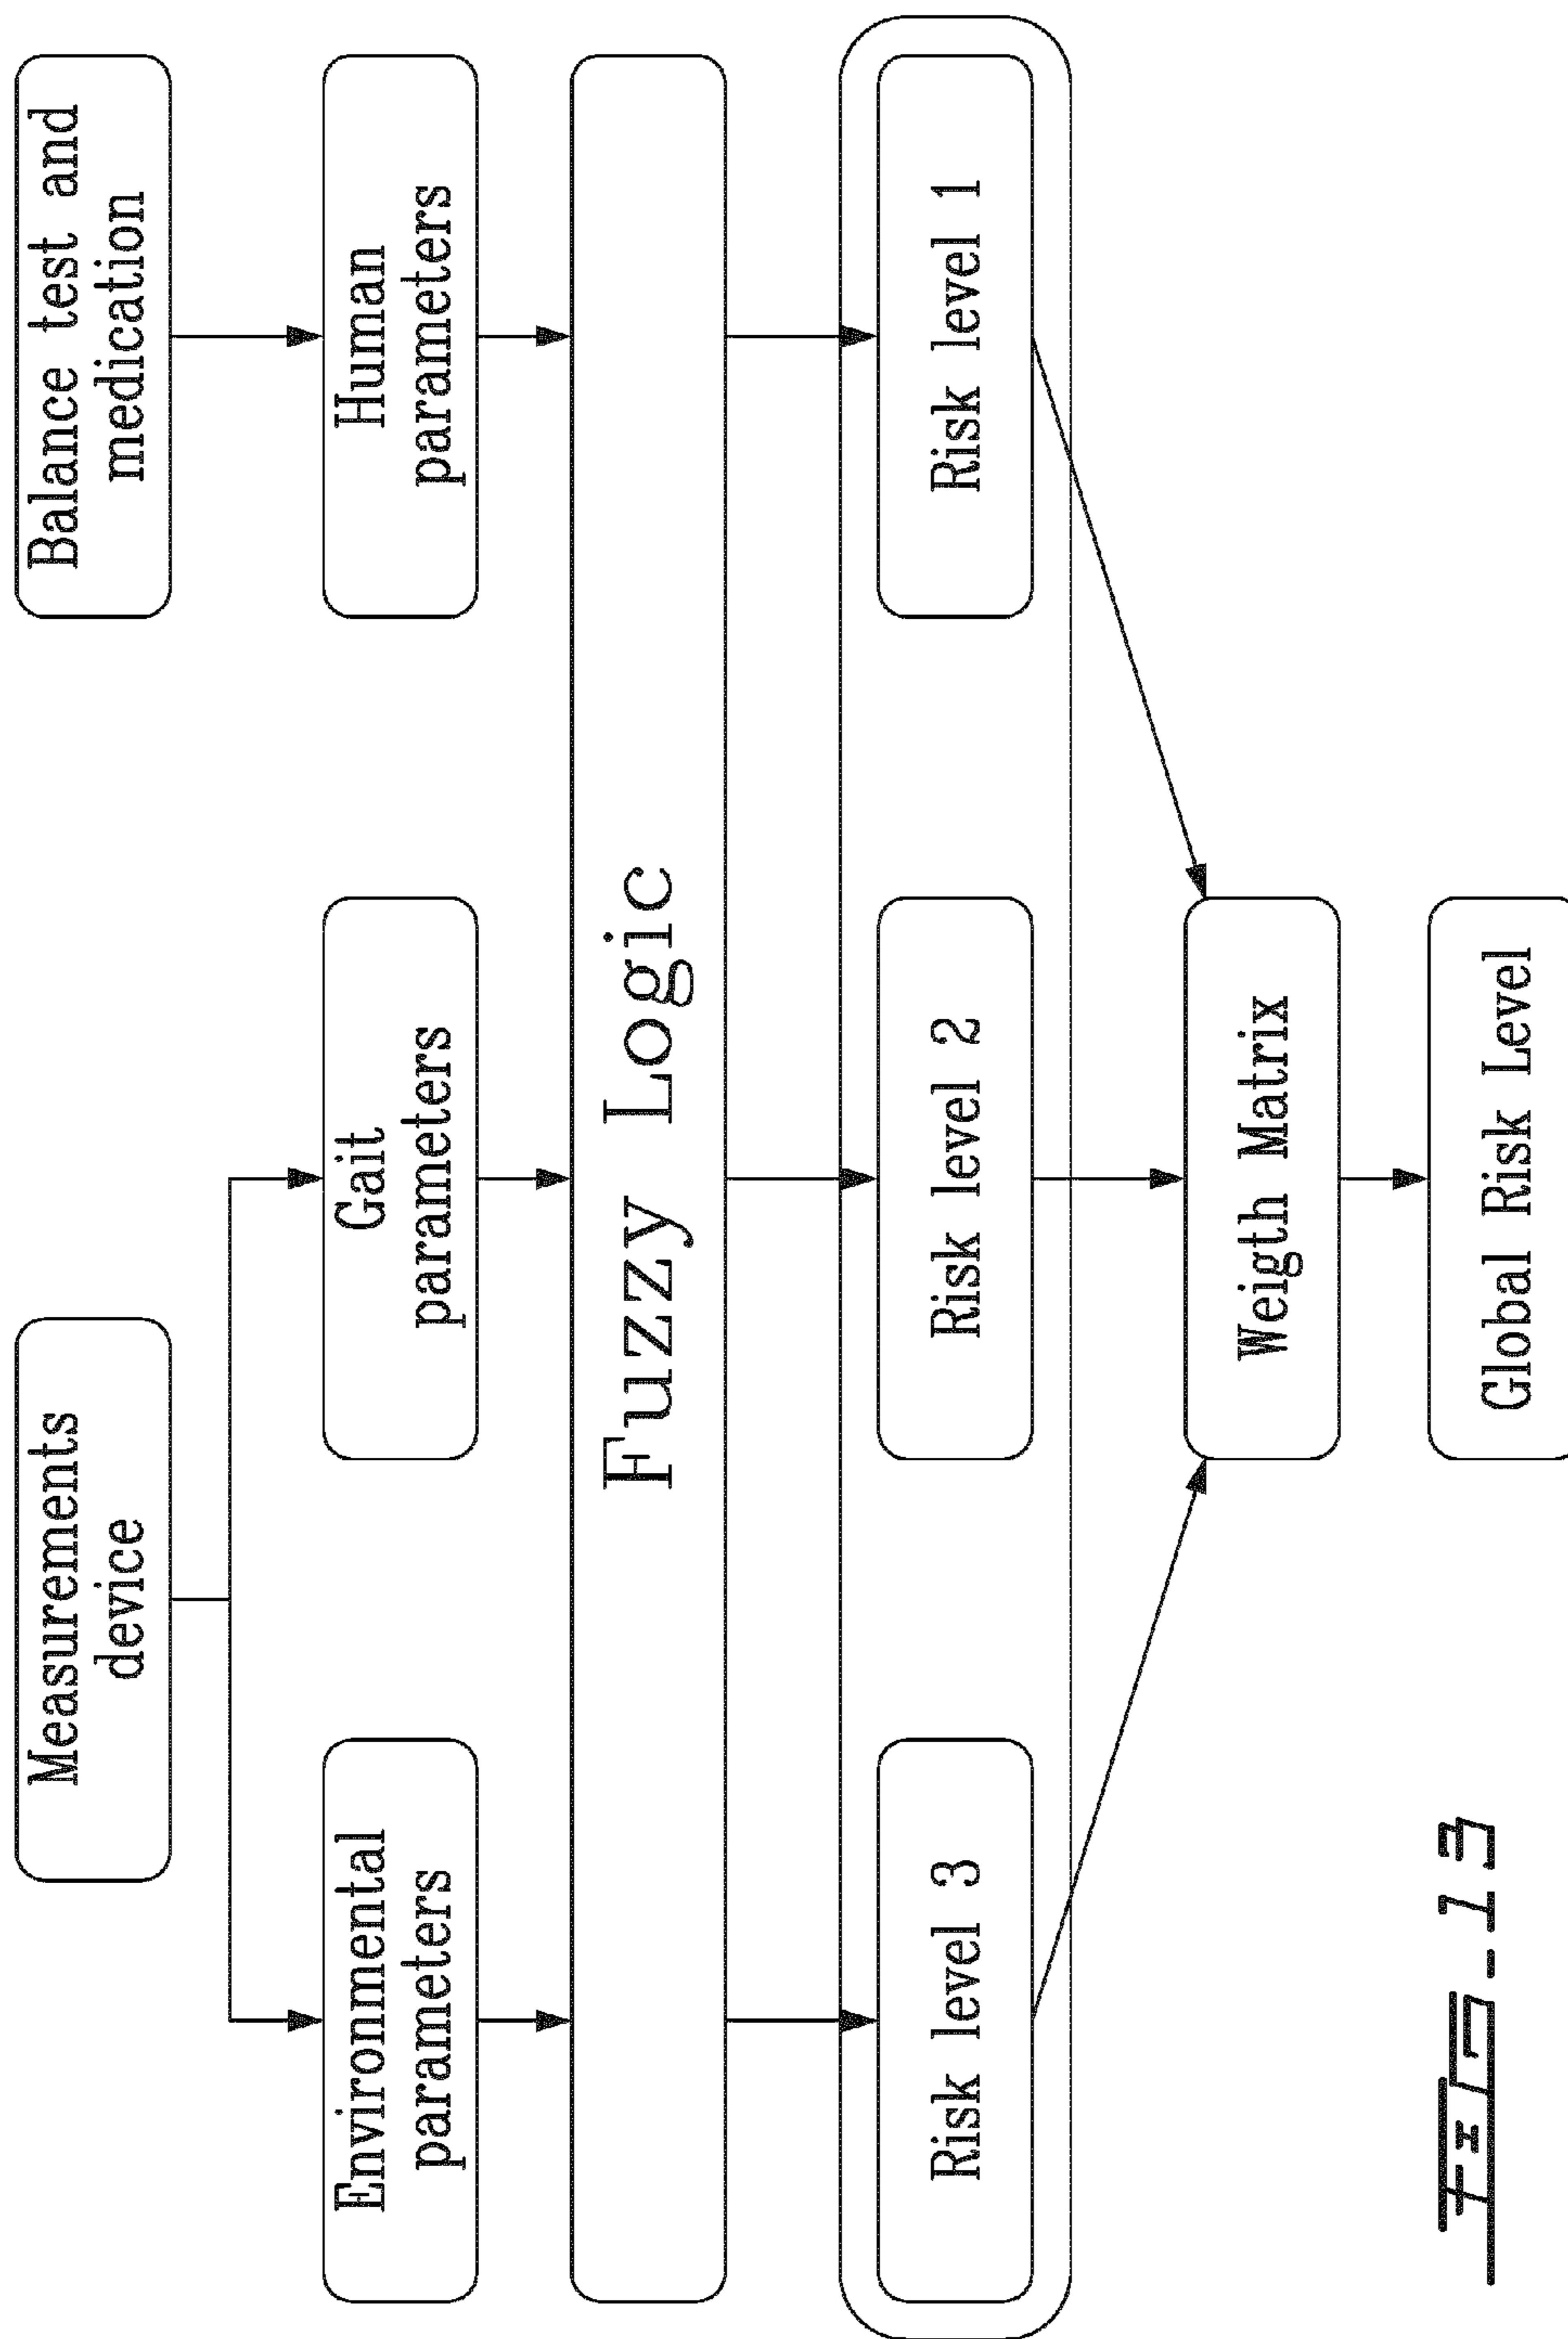 Measurements
device
Balance test and
medication
Environmental
parameters
Gait
parameters
Human
parameters
Fuzzy Logic
Risk level 3
Risk level 2
Risk level 1
Weigth Matrix
Global Risk Level
FIG-13